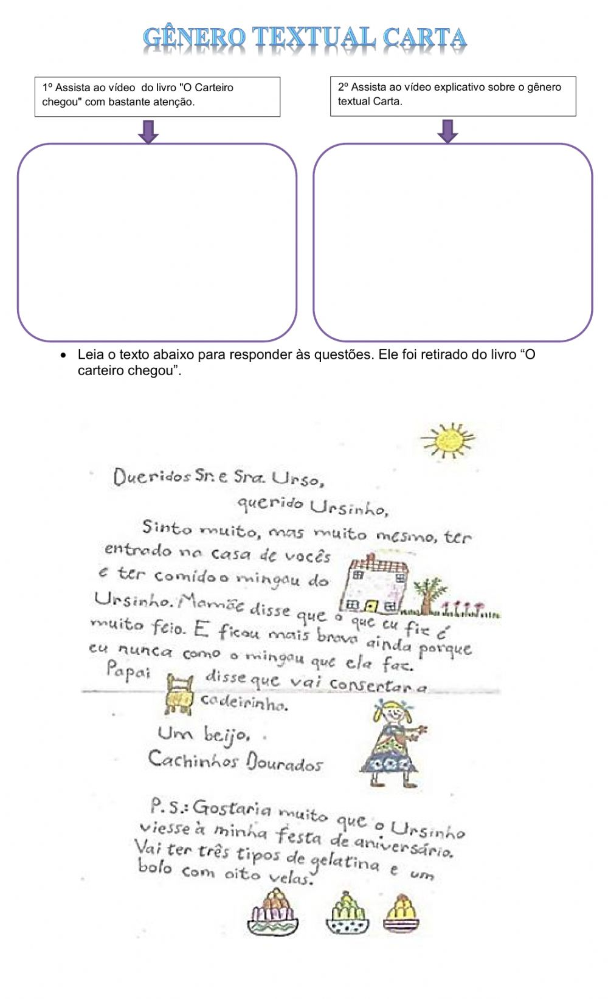 GÊNERO TEXTUAL CARTA
1º Assista ao vídeo do livro "O Carteiro
chegou" com bastante atenção.
2º Assista ao vídeo explicativo sobre o gênero
textual Carta.
• Leia o texto abaixo para responder às questões. Ele foi retirado do livro “O
carteiro chegou”.
Queridos Sr. e Sra. Urso,
querido Ursinho,
Sinto muito, mas muito mesmo, ter
entrado na casa de vocês
e ter comido o mingau do
Ursinho. Mamãe disse que o que eu fiz é
muito feio. E ficou mais brava ainda porque
eu nunca como o mingau que ela faz.
Papai disse que vai consertar a
cadeirinha.
Um beijo,
Cachinhos Dourados
P.S.: Gostaria muito que o Ursinho
viesse à minha festa de aniversário.
Vai ter três tipos de gelatina e um
bolo com oito velas.